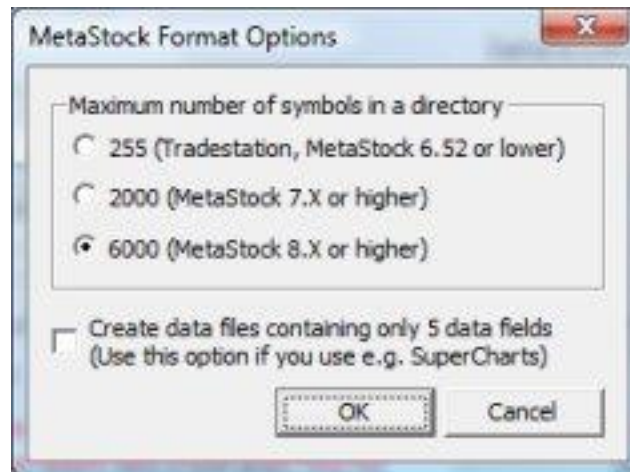 MetaStock Format Options
Maximum number of symbols in a directory
255 (Tradestation, MetaStock 6.52 or lower)
2000 (MetaStock 7.X or higher)
6000 (MetaStock 8.X or higher)
Create data files containing only 5 data fields
(Use this option if you use e.g. SuperCharts)
OK
Cancel